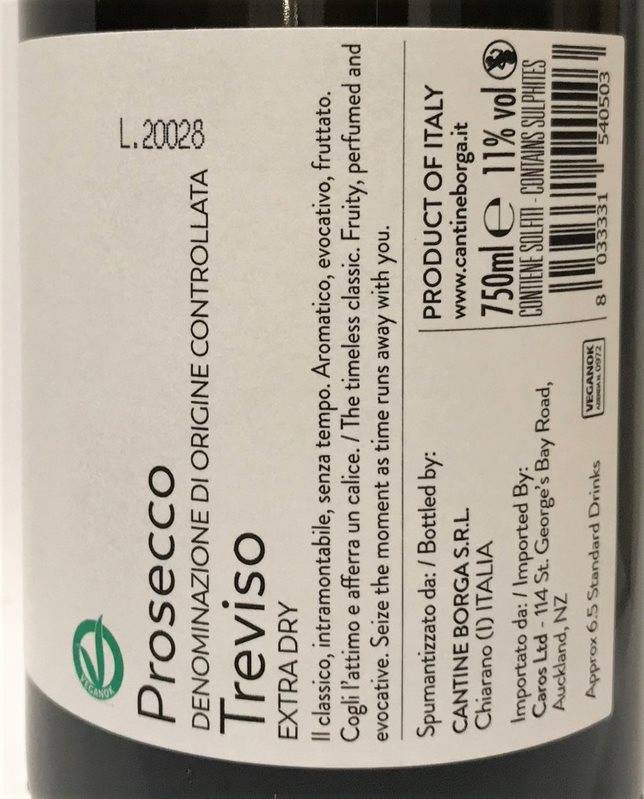 VEGANOK
L.20028
Prosecco
DENOMINAZIONE DI ORIGINE CONTROLLATA
Treviso
EXTRA DRY
Il classico, intramontabile, senza tempo. Aromatico, evocativo, fruttato.
Cogli l'attimo e afferra un calice. / The timeless classic. Fruity, perfumed and
evocative. Seize the moment as time runs away with you.
Spumantizzato da: / Bottled by:
CANTINE BORGA S.R.L.
Chiarano (I) ITALIA
Importato da: / Imported By:
Caros Ltd - 114 St. George's Bay Road,
Auckland, NZ
Approx 6.5 Standard Drinks
VEGANOK
PRODUCT OF ITALY
www.cantineborga.it
750ml e 11% vol
CONTIENE SOLFITI - CONTAINS SULPHITES
8 033331 540503